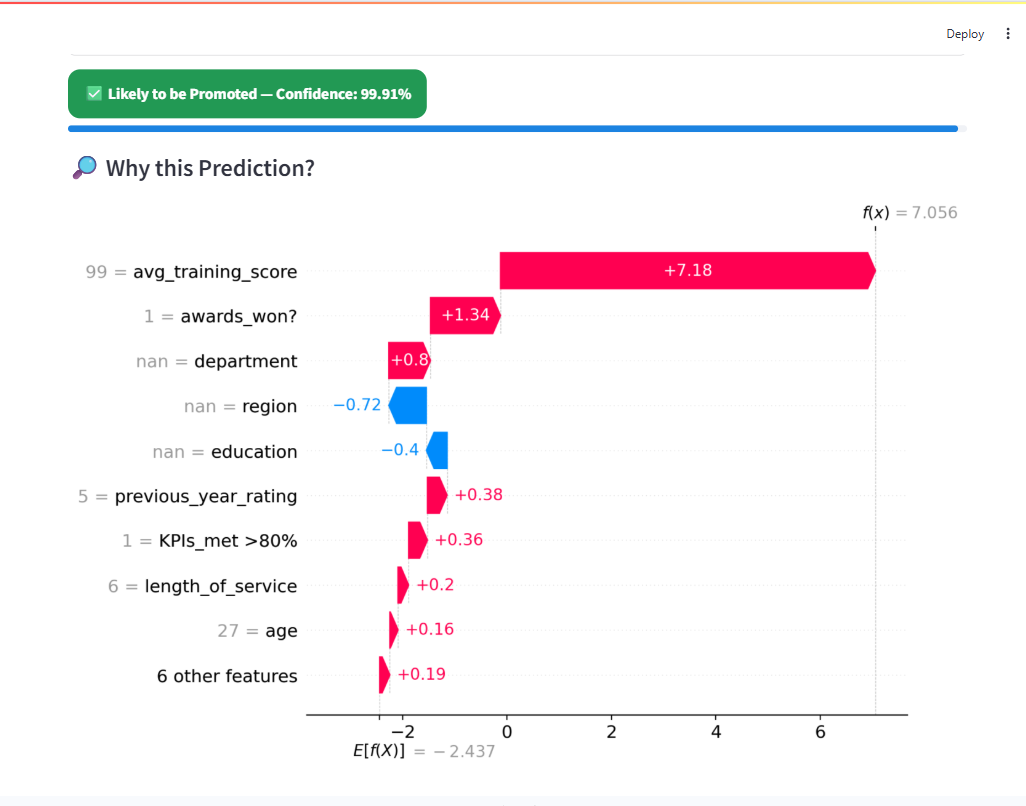 Deploy
✅ Likely to be Promoted — Confidence: 99.91%
🔎 Why this Prediction?
f(x) = 7.056
99 = avg_training_score +7.18
1 = awards_won? +1.34
nan = department +0.8
nan = region −0.72
nan = education −0.4
5 = previous_year_rating +0.38
1 = KPIs_met >80% +0.36
6 = length_of_service +0.2
27 = age +0.16
6 other features +0.19
−2 0 2 4 6
E[f(X)] = −2.437